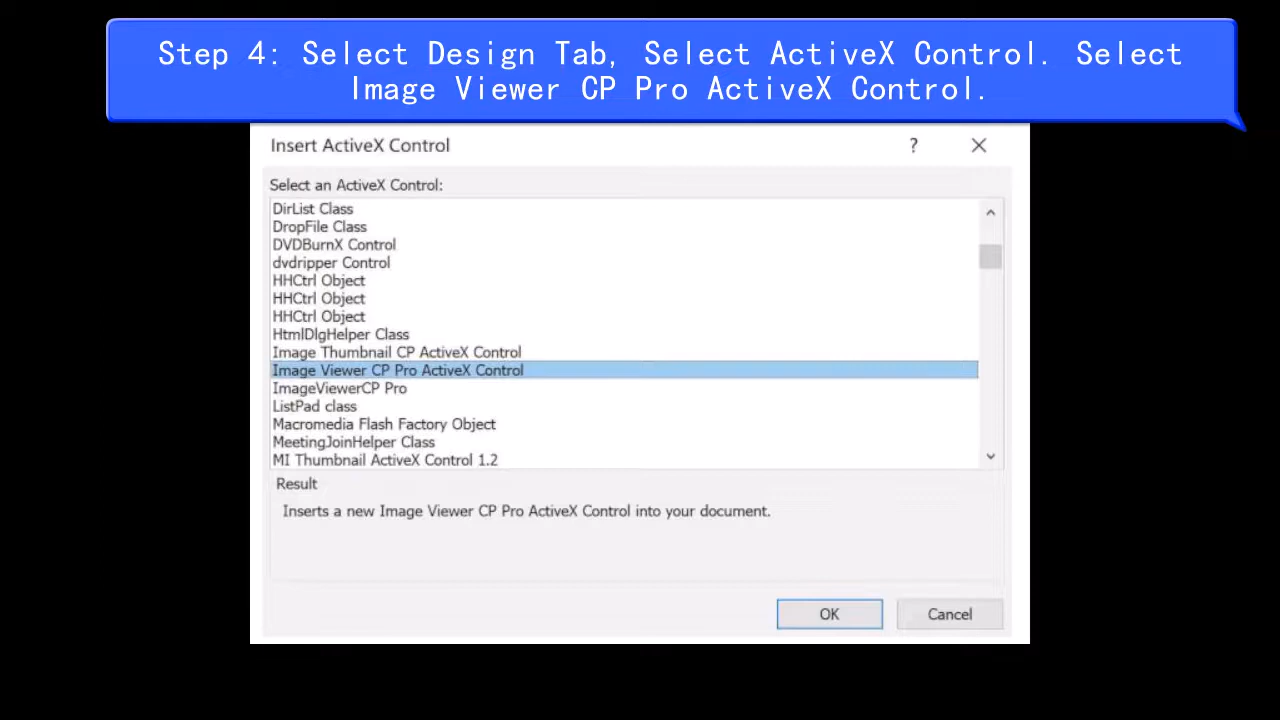 Step 4: Select Design Tab, Select ActiveX Control. Select
Image Viewer CP Pro ActiveX Control.
Insert ActiveX Control
?
Select an ActiveX Control:
DirList Class
DropFile Class
DVDBurnX Control
dvdripper Control
HHCtrl Object
HHCtrl Object
HHCtrl Object
HtmlDlgHelper Class
Image Thumbnail CP ActiveX Control
Image Viewer CP Pro ActiveX Control
ImageViewerCP Pro
ListPad class
Macromedia Flash Factory Object
MeetingJoinHelper Class
MI Thumbnail ActiveX Control 1.2
Result
Inserts a new Image Viewer CP Pro ActiveX Control into your document.
OK Cancel